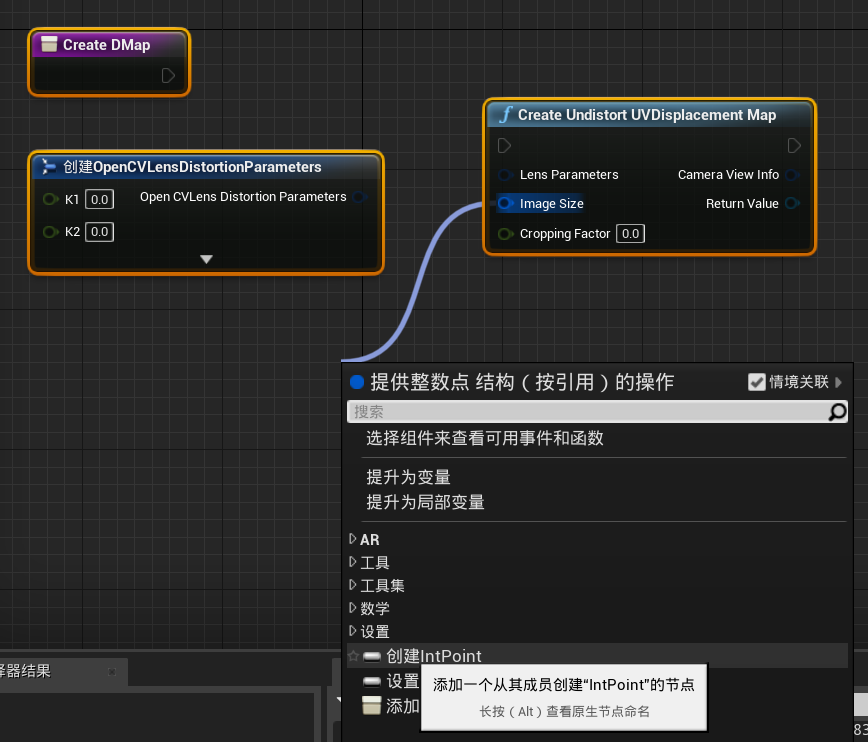 Create DMap
创建OpenCVLensDistortionParameters
K1 0.0 Open CVLens Distortion Parameters
K2 0.0
Create Undistort UVDisplacement Map
Lens Parameters Camera View Info
Image Size Return Value
Cropping Factor 0.0
提供整数点 结构（按引用）的操作 情境关联
搜索
选择组件来查看可用事件和函数
提升为变量
提升为局部变量
AR
工具
工具集
数学
设置
创建IntPoint
设置
添加
添加一个从其成员创建“IntPoint”的节点
长按（Alt）查看原生节点命名
择器结果
83